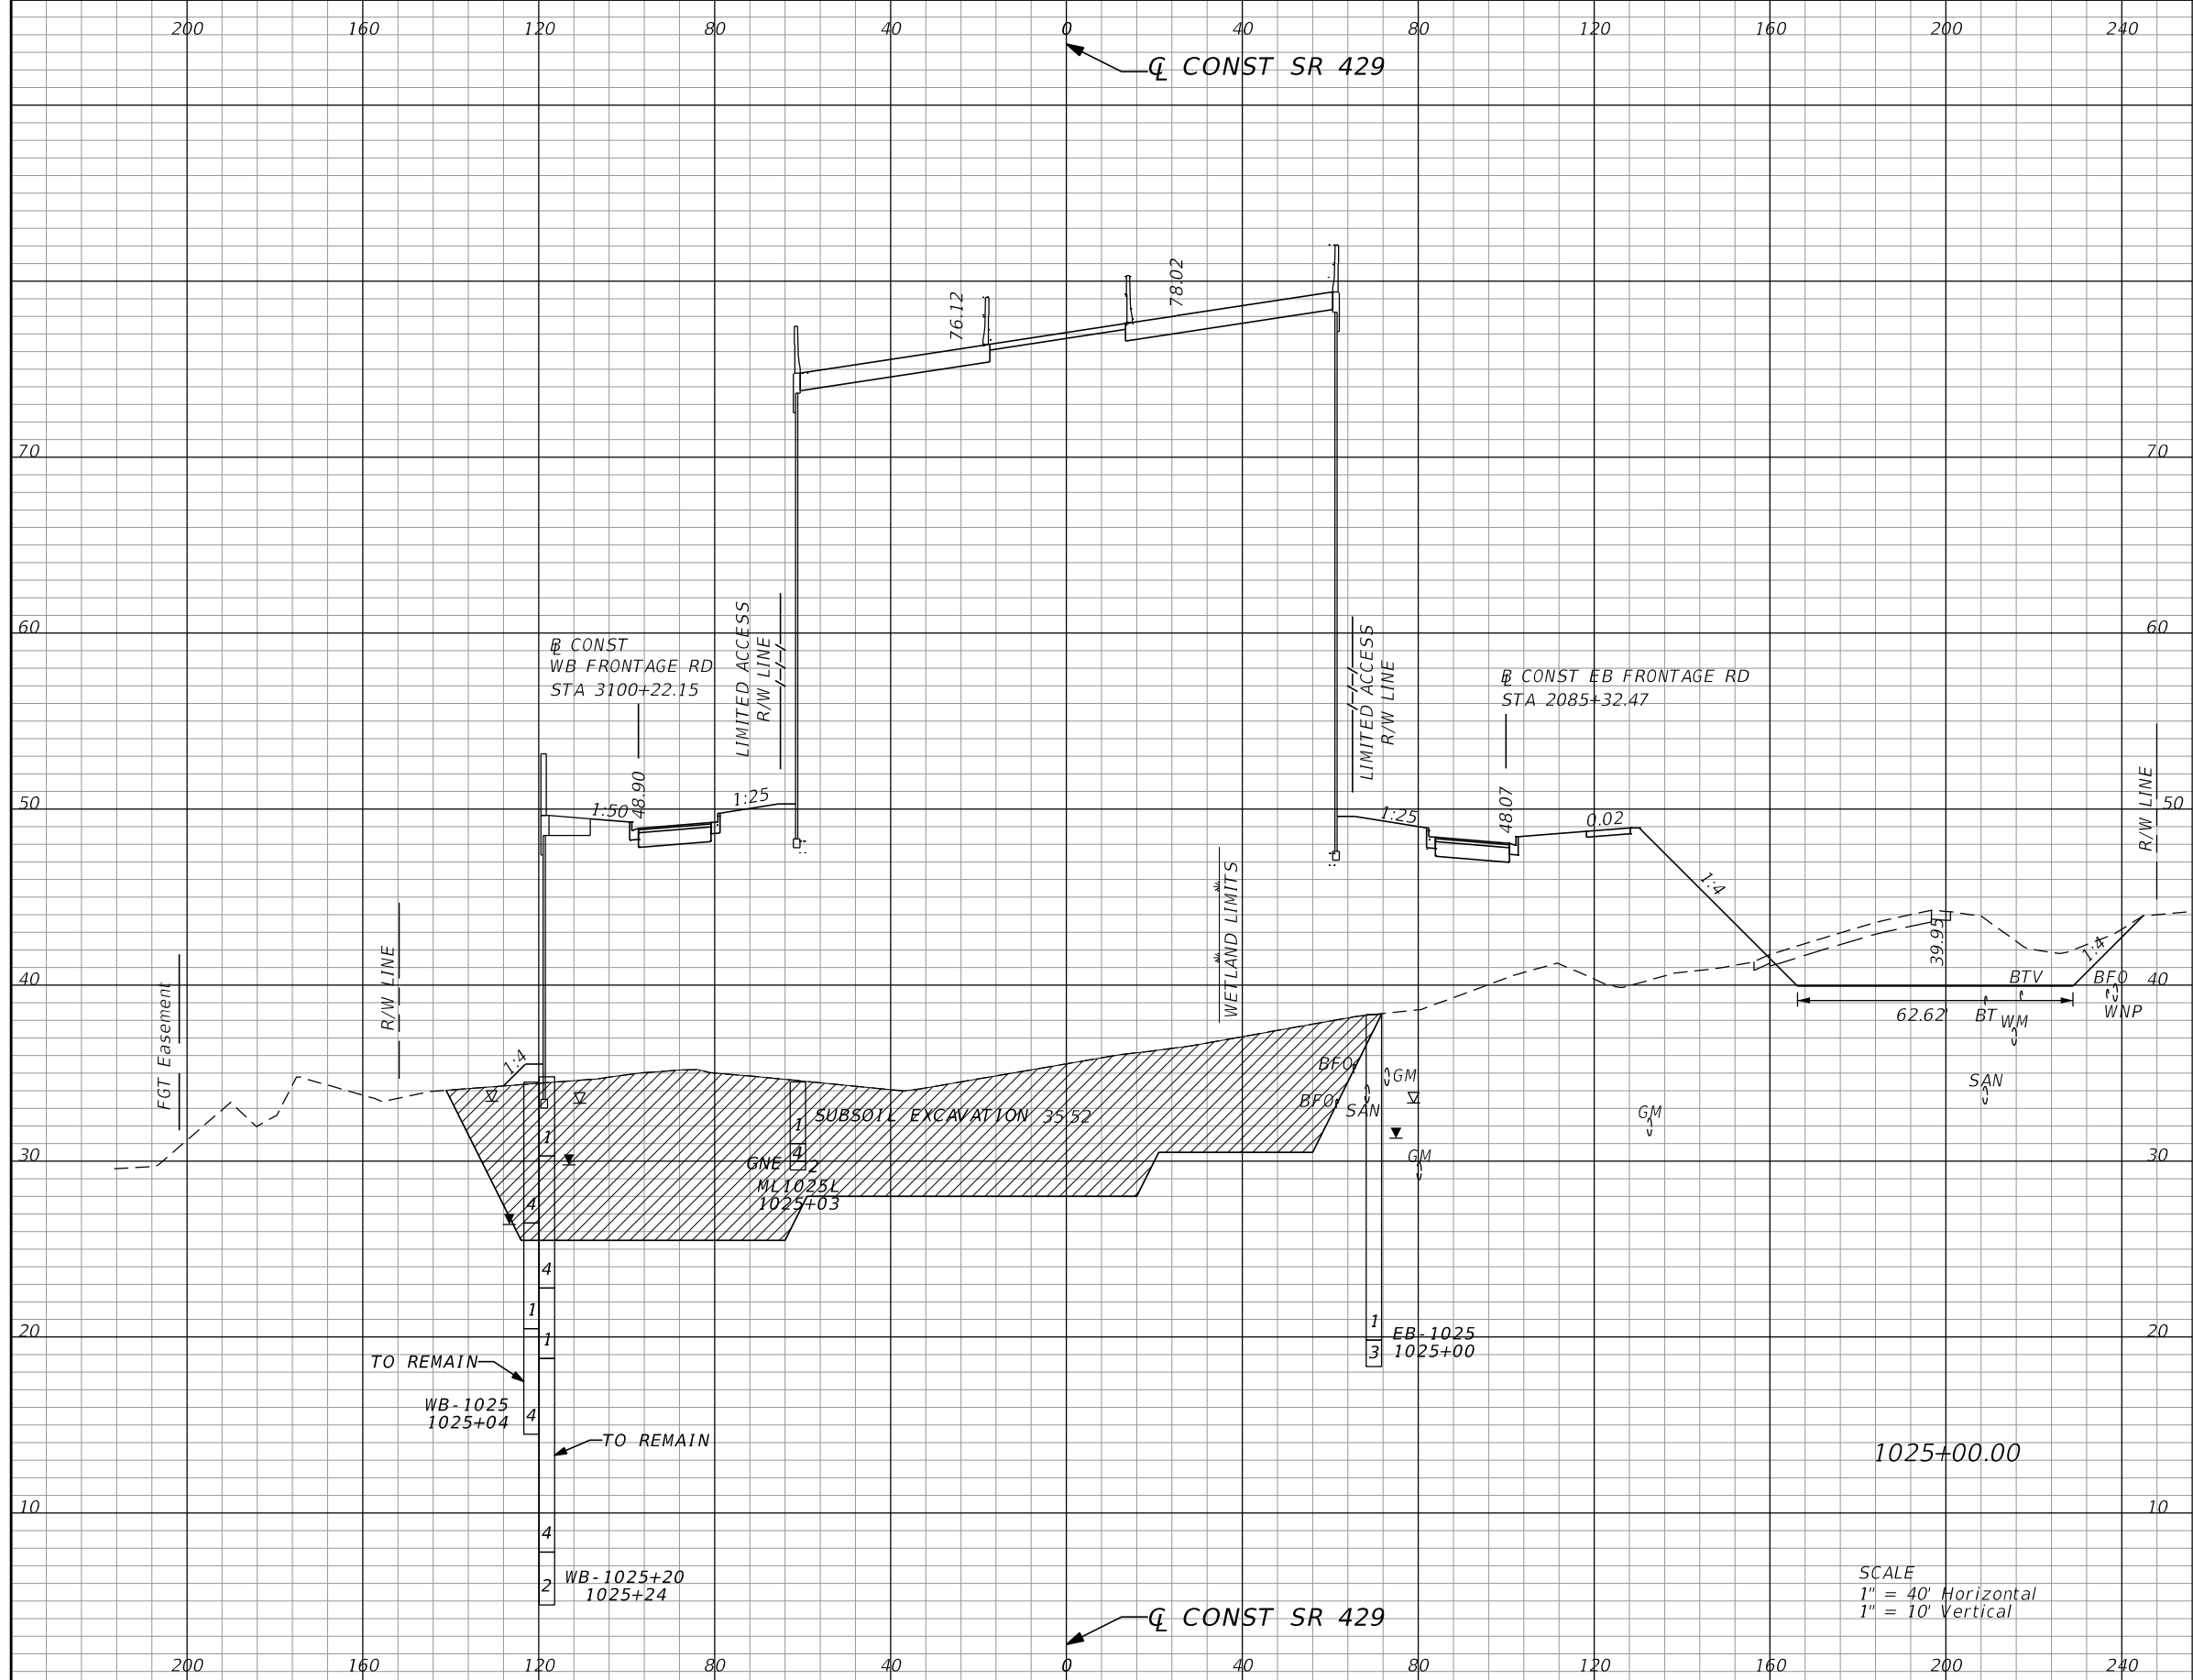 200 160 120 80 40 0 40 80 120 160 200 240
℄ CONST SR 429
76.12
78.02
70 70
60 60
℄ CONST
WB FRONTAGE RD
STA 3100+22.15
LIMITED ACCESS
R/W LINE
LIMITED ACCESS
R/W LINE
CONST EB FRONTAGE RD
STA 2085+32.47
R/W LINE
50 50
1:50
48.90
1:25
1:25
48.07
0.02
1:4
WETLAND LIMITS
R/W LINE
FGT Easement
39.95
1:4
40 40
BTV
BFO
62.62'
BT
WM
WNP
1:4
BFO
GM
SAN
BFO
SAN
GM
SUBSOIL EXCAVATION 35.52
1
1
4
GNE
2
30 30
GM
ML1025L
1025+03
4
4
1
1
1
20 20
EB-1025
1025+00
3
TO REMAIN
WB-1025
1025+04
4
TO REMAIN
1025+00.00
10 10
4
2
WB-1025+20
1025+24
SCALE
1" = 40' Horizontal
1" = 10' Vertical
℄ CONST SR 429
200 160 120 80 40 0 40 80 120 160 200 240